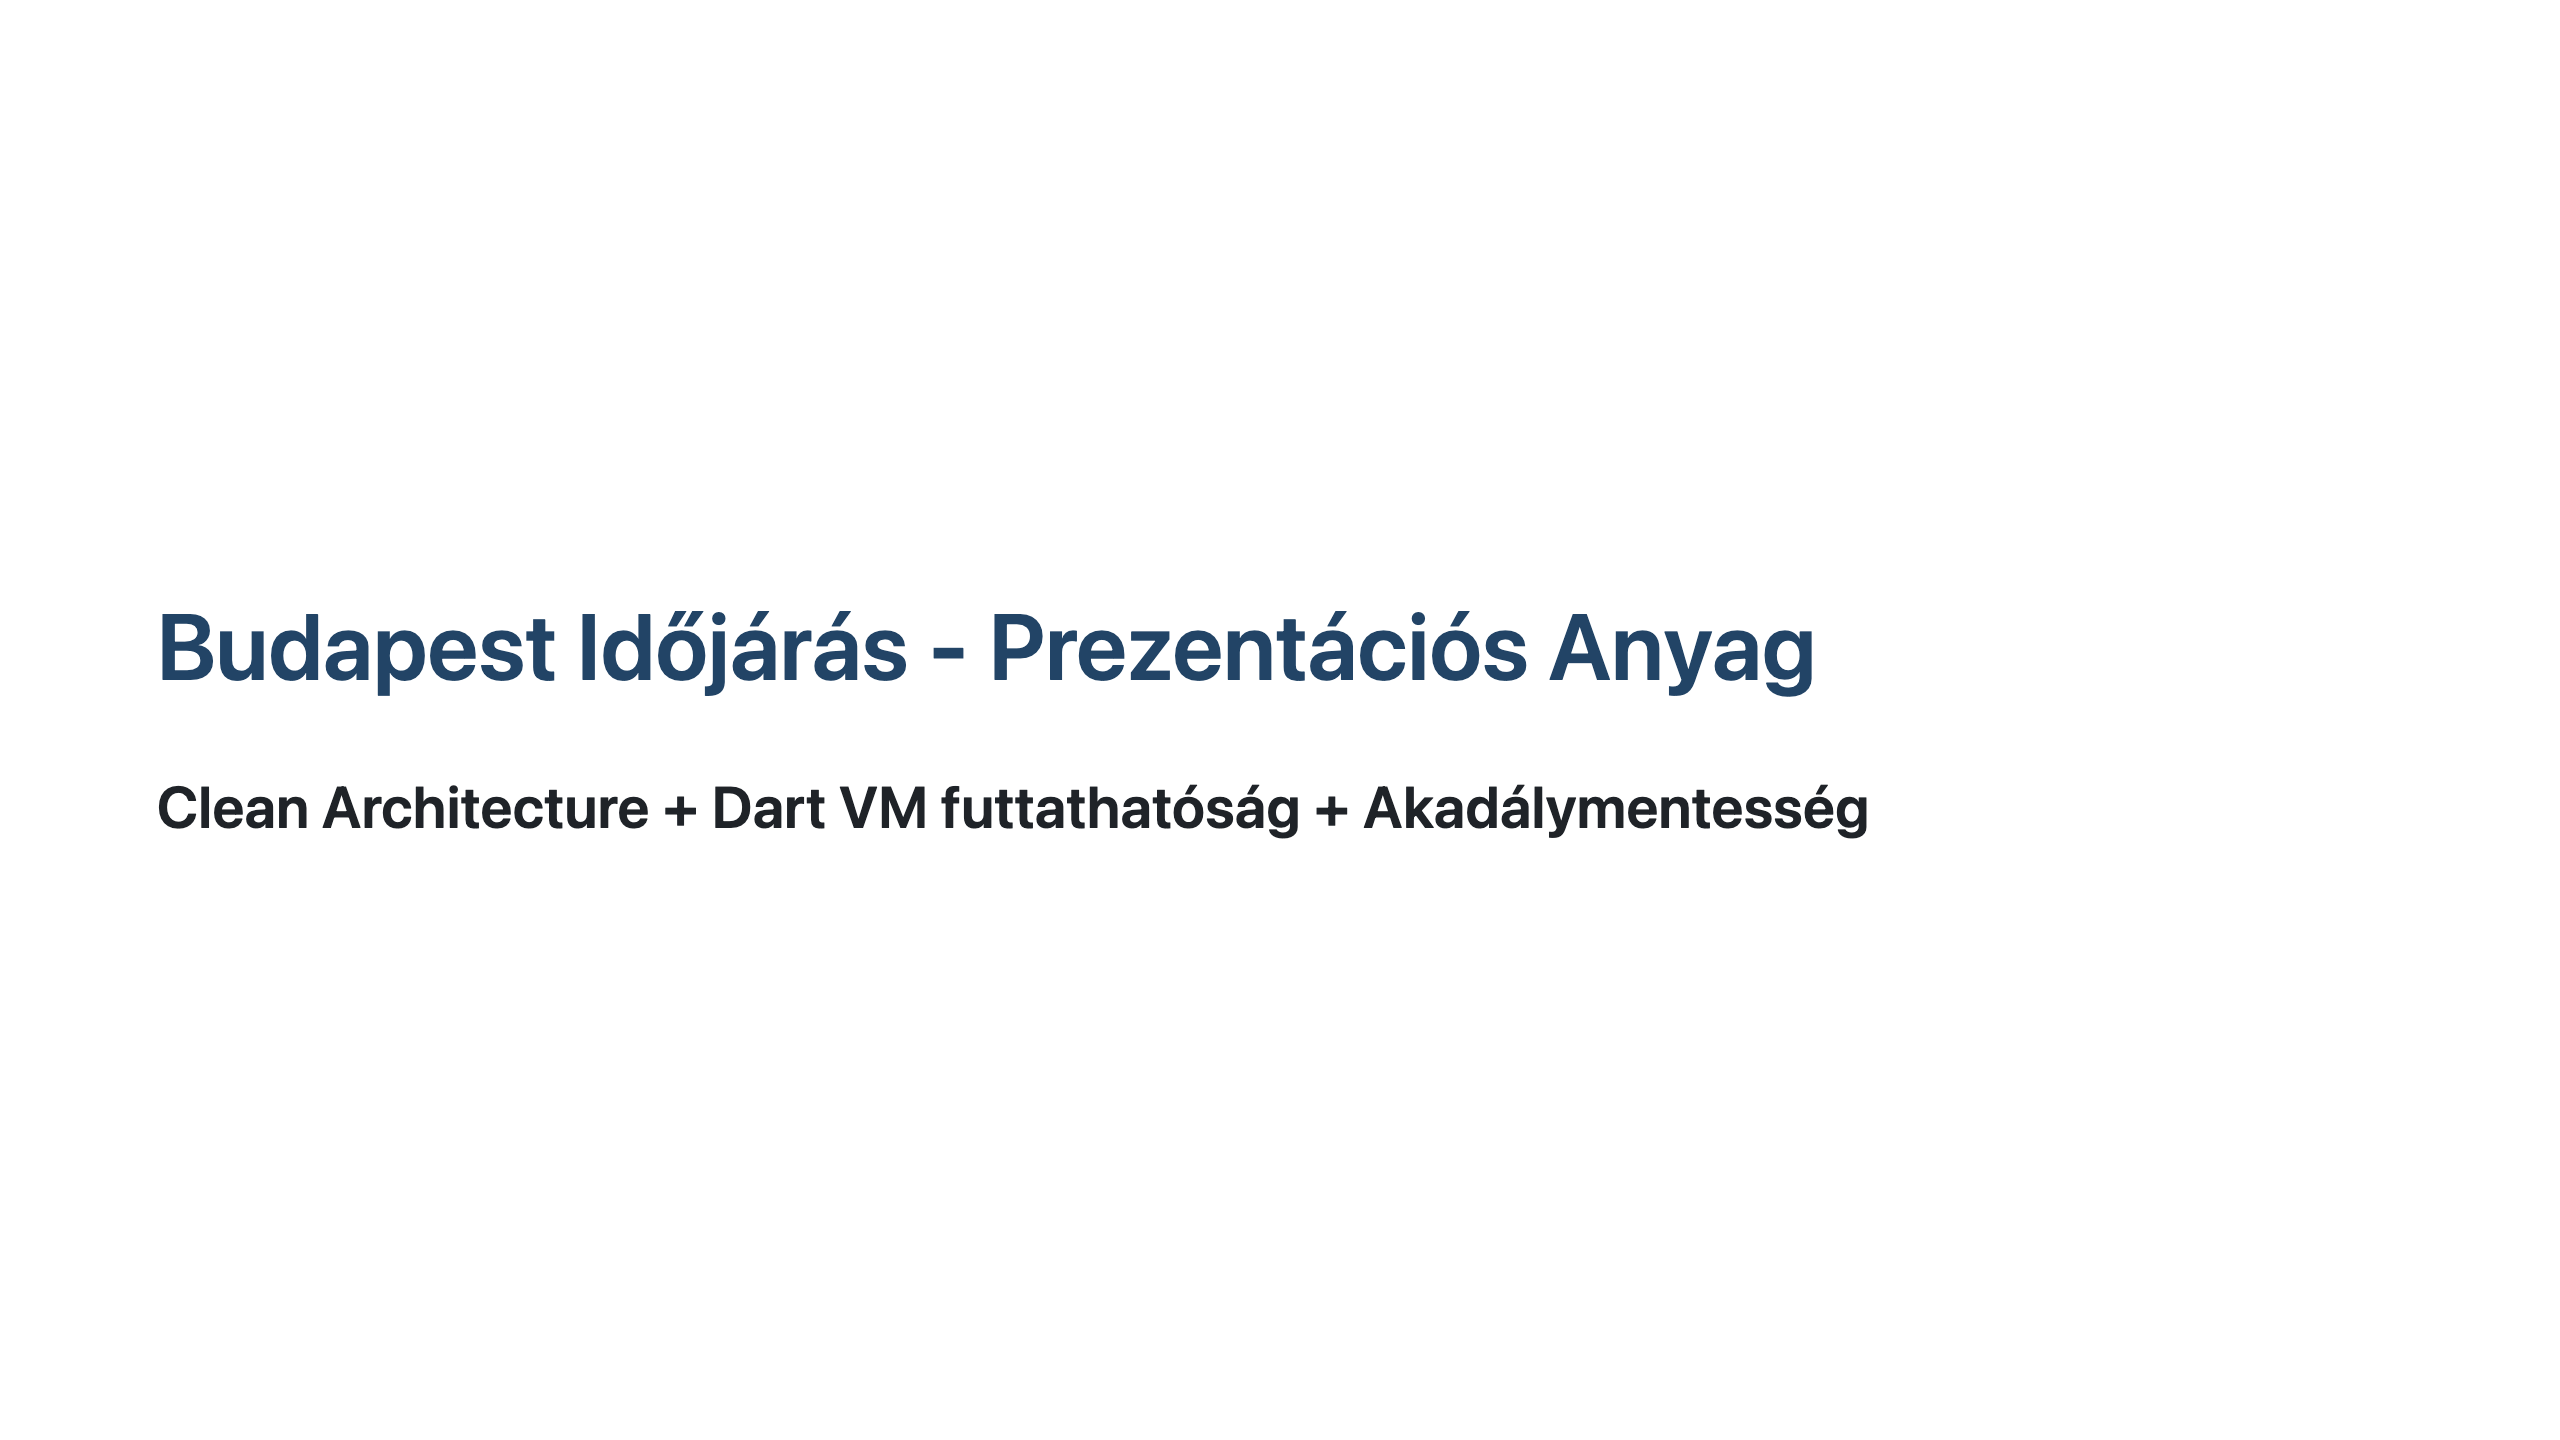 Budapest Időjárás - Prezentációs Anyag
Clean Architecture + Dart VM futtathatóság + Akadálymentesség